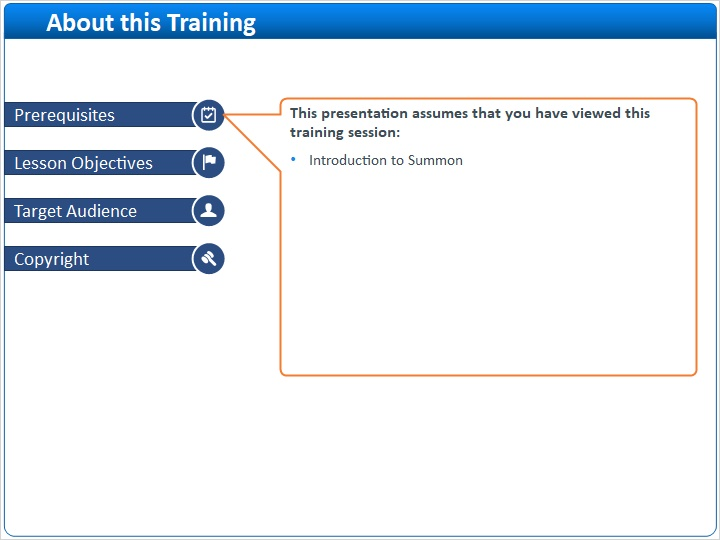 About this Training
Prerequisites
Lesson Objectives
Target Audience
Copyright
This presentation assumes that you have viewed this
training session:
• Introduction to Summon